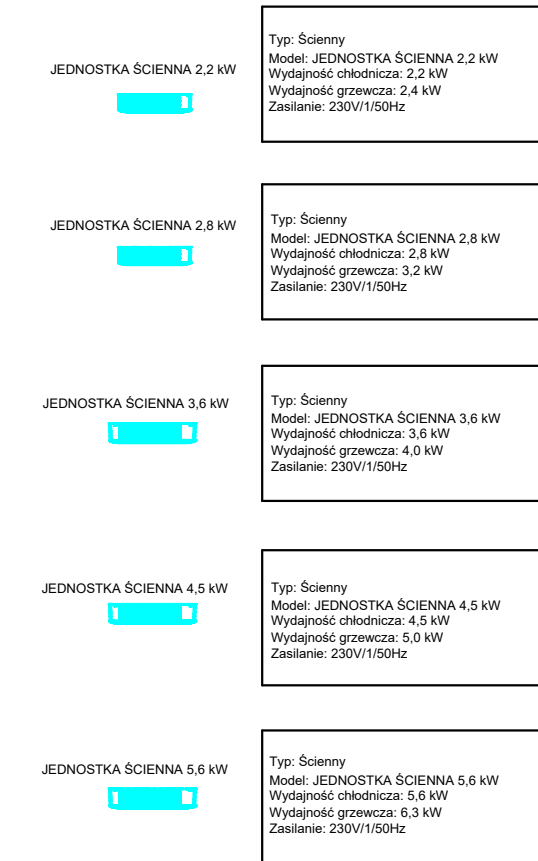 JEDNOSTKA ŚCIENNA 2,2 kW
Typ: Ścienny
Model: JEDNOSTKA ŚCIENNA 2,2 kW
Wydajność chłodnicza: 2,2 kW
Wydajność grzewcza: 2,4 kW
Zasilanie: 230V/1/50Hz
JEDNOSTKA ŚCIENNA 2,8 kW
Typ: Ścienny
Model: JEDNOSTKA ŚCIENNA 2,8 kW
Wydajność chłodnicza: 2,8 kW
Wydajność grzewcza: 3,2 kW
Zasilanie: 230V/1/50Hz
JEDNOSTKA ŚCIENNA 3,6 kW
Typ: Ścienny
Model: JEDNOSTKA ŚCIENNA 3,6 kW
Wydajność chłodnicza: 3,6 kW
Wydajność grzewcza: 4,0 kW
Zasilanie: 230V/1/50Hz
JEDNOSTKA ŚCIENNA 4,5 kW
Typ: Ścienny
Model: JEDNOSTKA ŚCIENNA 4,5 kW
Wydajność chłodnicza: 4,5 kW
Wydajność grzewcza: 5,0 kW
Zasilanie: 230V/1/50Hz
JEDNOSTKA ŚCIENNA 5,6 kW
Typ: Ścienny
Model: JEDNOSTKA ŚCIENNA 5,6 kW
Wydajność chłodnicza: 5,6 kW
Wydajność grzewcza: 6,3 kW
Zasilanie: 230V/1/50Hz